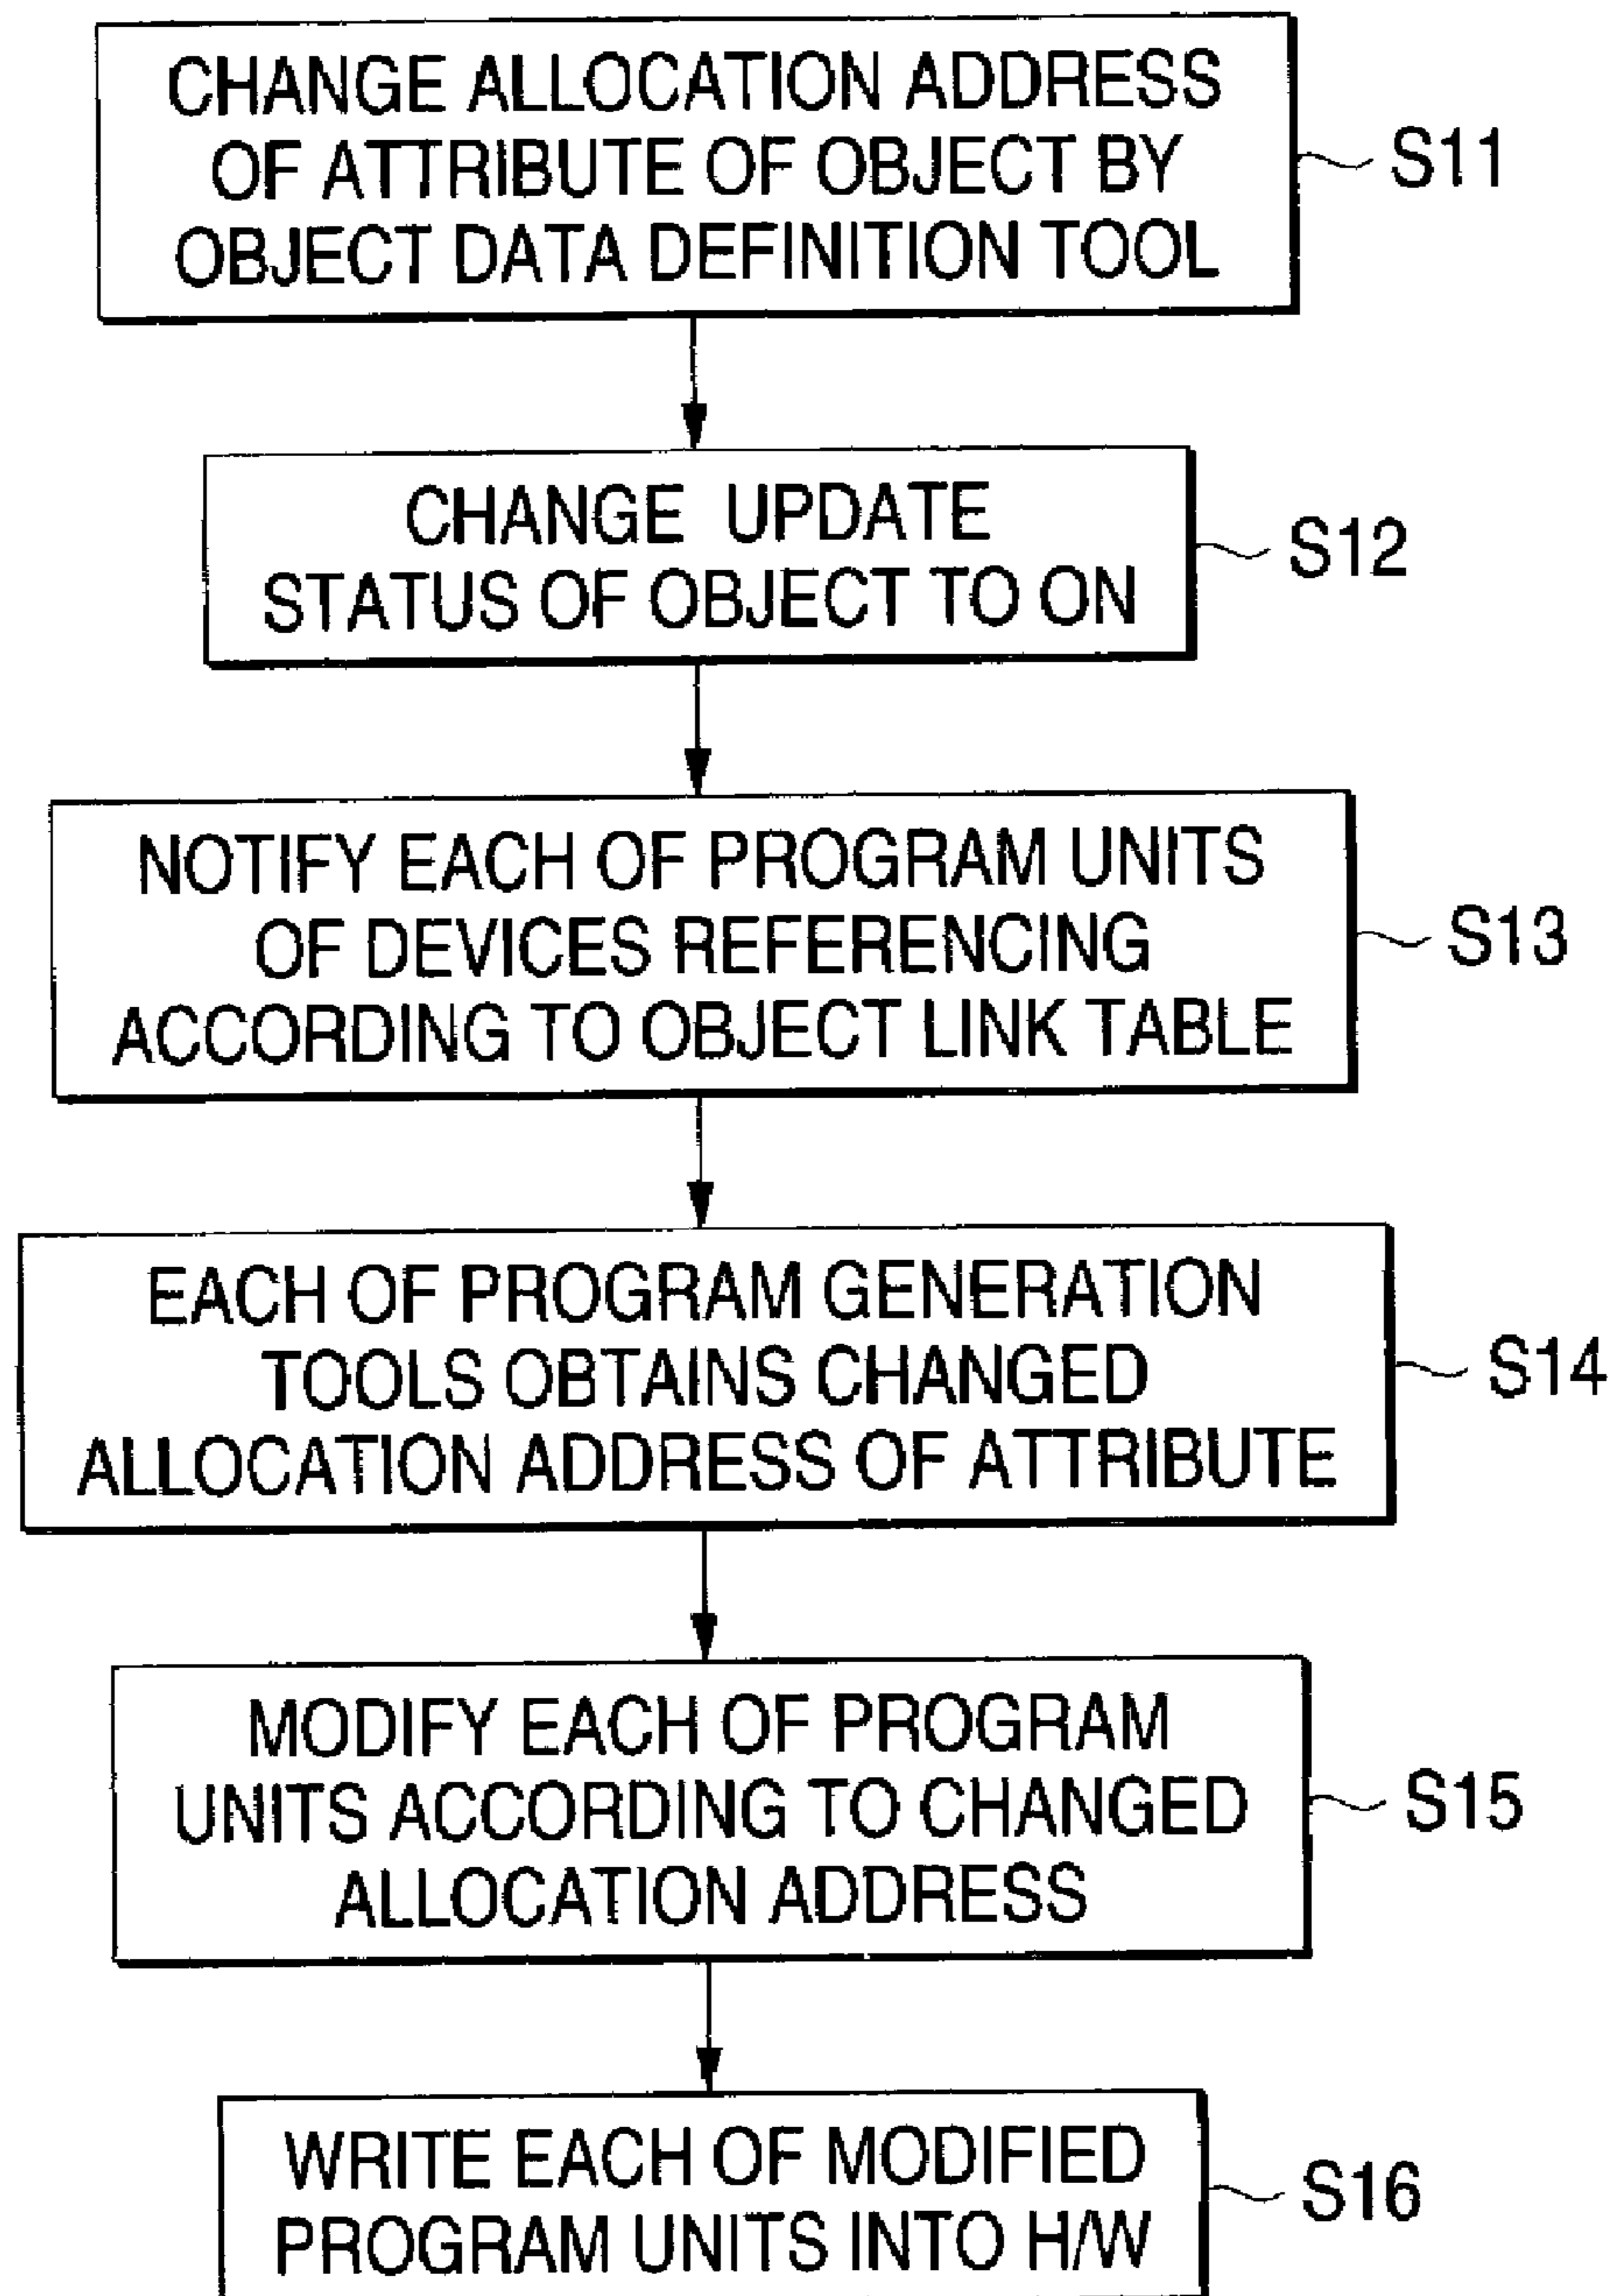 CHANGE ALLOCATION ADDRESS
OF ATTRIBUTE OF OBJECT BY
OBJECT DATA DEFINITION TOOL
S11
CHANGE UPDATE
STATUS OF OBJECT TO ON
S12
NOTIFY EACH OF PROGRAM UNITS
OF DEVICES REFERENCING
ACCORDING TO OBJECT LINK TABLE
S13
EACH OF PROGRAM GENERATION
TOOLS OBTAINS CHANGED
ALLOCATION ADDRESS OF ATTRIBUTE
S14
MODIFY EACH OF PROGRAM
UNITS ACCORDING TO CHANGED
ALLOCATION ADDRESS
S15
WRITE EACH OF MODIFIED
PROGRAM UNITS INTO H/W
S16